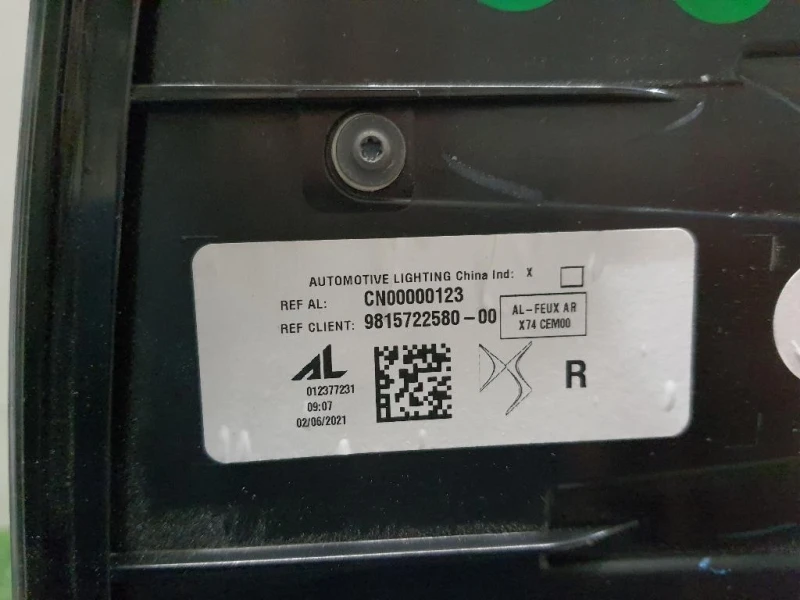 AUTOMOTIVE LIGHTING China Ind: X
REF AL: CN00000123
REF CLIENT: 9815722580-00
AL-FEUX AR
X74 CEM00
AL
012377231
09:07
02/06/2021
DS
R